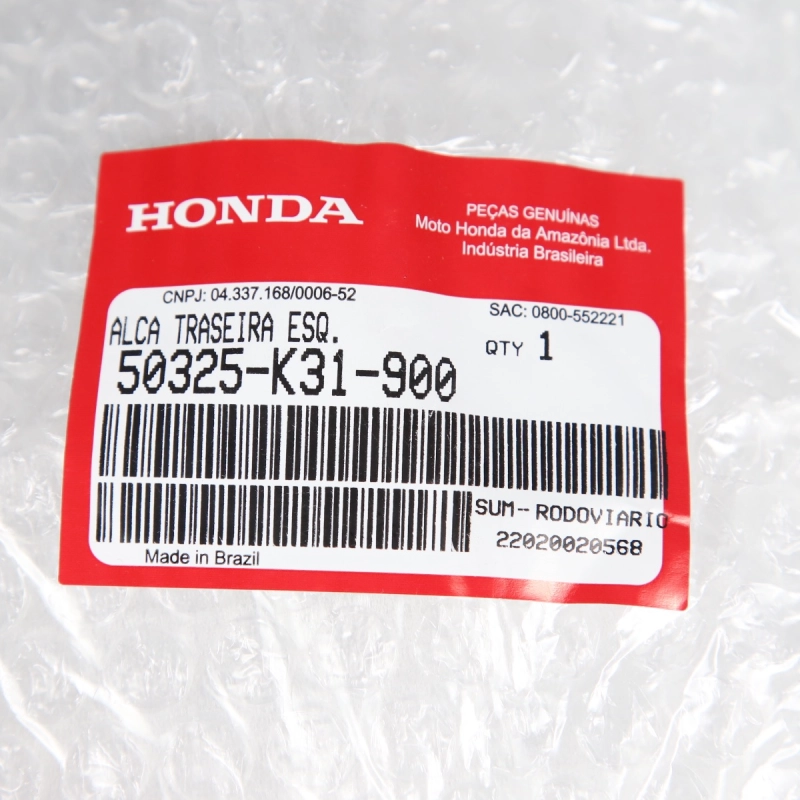 HONDA
PEÇAS GENUÍNAS
Moto Honda da Amazônia Ltda.
Indústria Brasileira
CNPJ: 04.337.168/0006-52
SAC: 0800-552221
ALCA TRASEIRA ESQ.
QTY 1
50325-K31-900
SUM-RODOVIARIO
22020020568
Made in Brazil